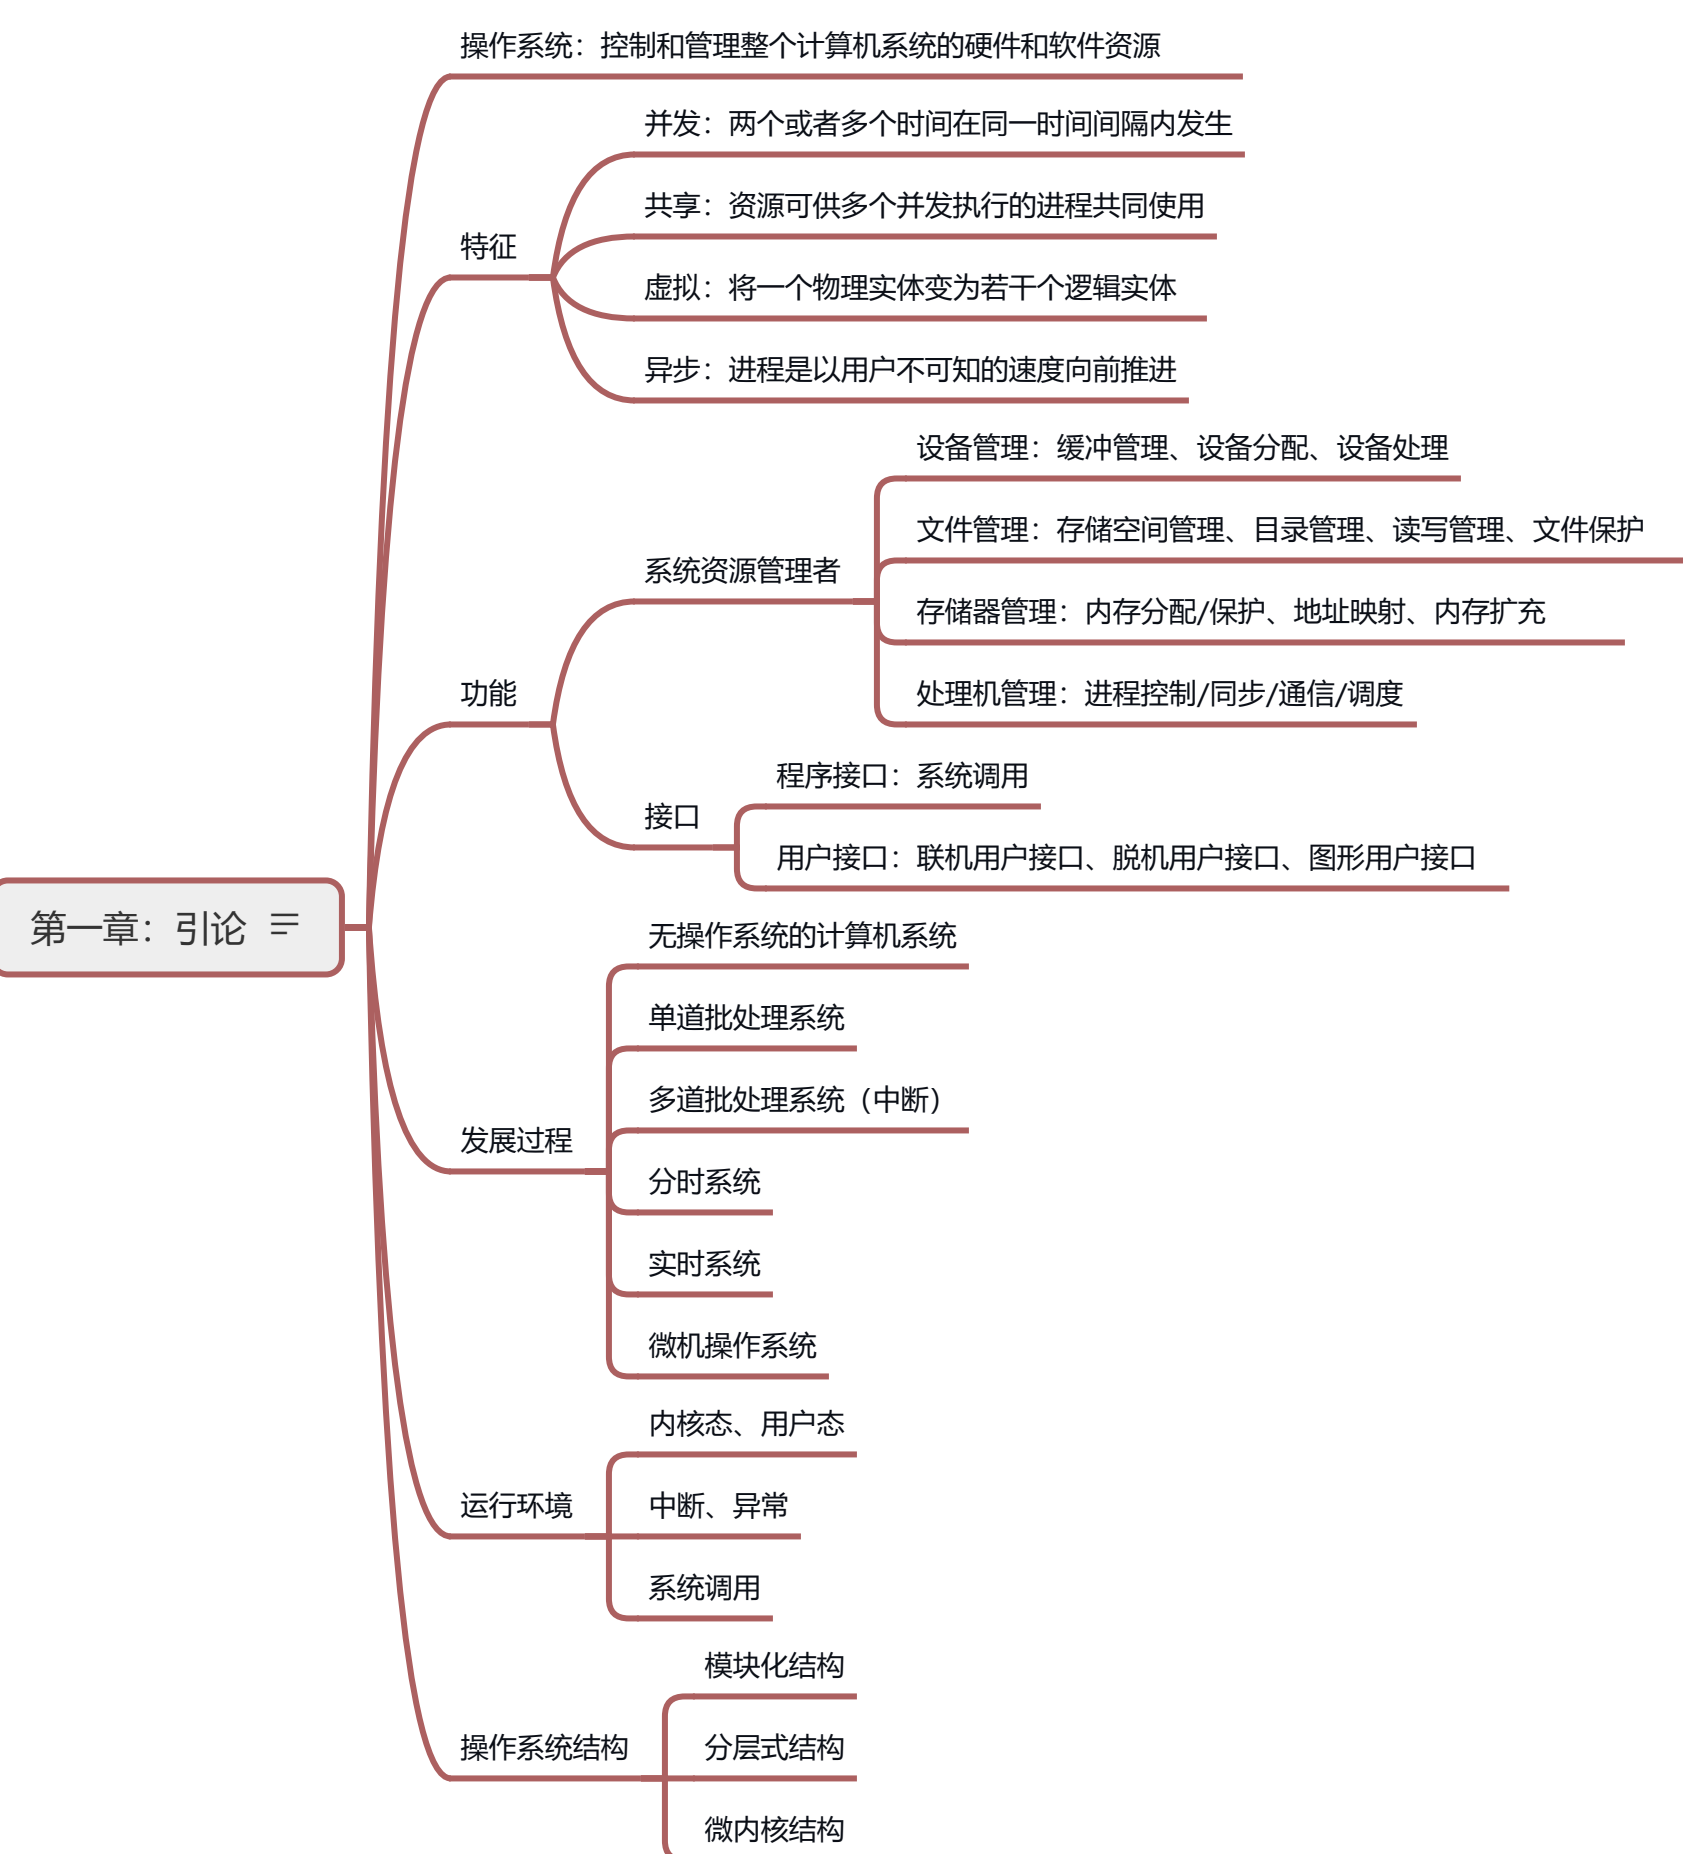 操作系统：控制和管理整个计算机系统的硬件和软件资源
并发：两个或者多个时间在同一时间间隔内发生
共享：资源可供多个并发执行的进程共同使用
特征
虚拟：将一个物理实体变为若干个逻辑实体
异步：进程是以用户不可知的速度向前推进
设备管理：缓冲管理、设备分配、设备处理
文件管理：存储空间管理、目录管理、读写管理、文件保护
系统资源管理者
存储器管理：内存分配/保护、地址映射、内存扩充
功能
处理机管理：进程控制/同步/通信/调度
程序接口：系统调用
接口
用户接口：联机用户接口、脱机用户接口、图形用户接口
第一章：引论
无操作系统的计算机系统
单道批处理系统
多道批处理系统（中断）
发展过程
分时系统
实时系统
微机操作系统
内核态、用户态
运行环境
中断、异常
系统调用
模块化结构
操作系统结构
分层式结构
微内核结构